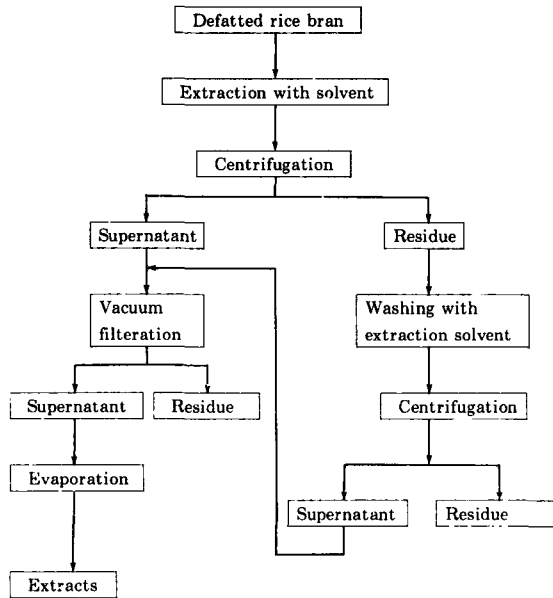 Defatted rice bran
Extraction with solvent
Centrifugation
Supernatant
Residue
Vacuum
filteration
Washing with
extraction solvent
Supernatant
Residue
Centrifugation
Evaporation
Supernatant
Residue
Extracts